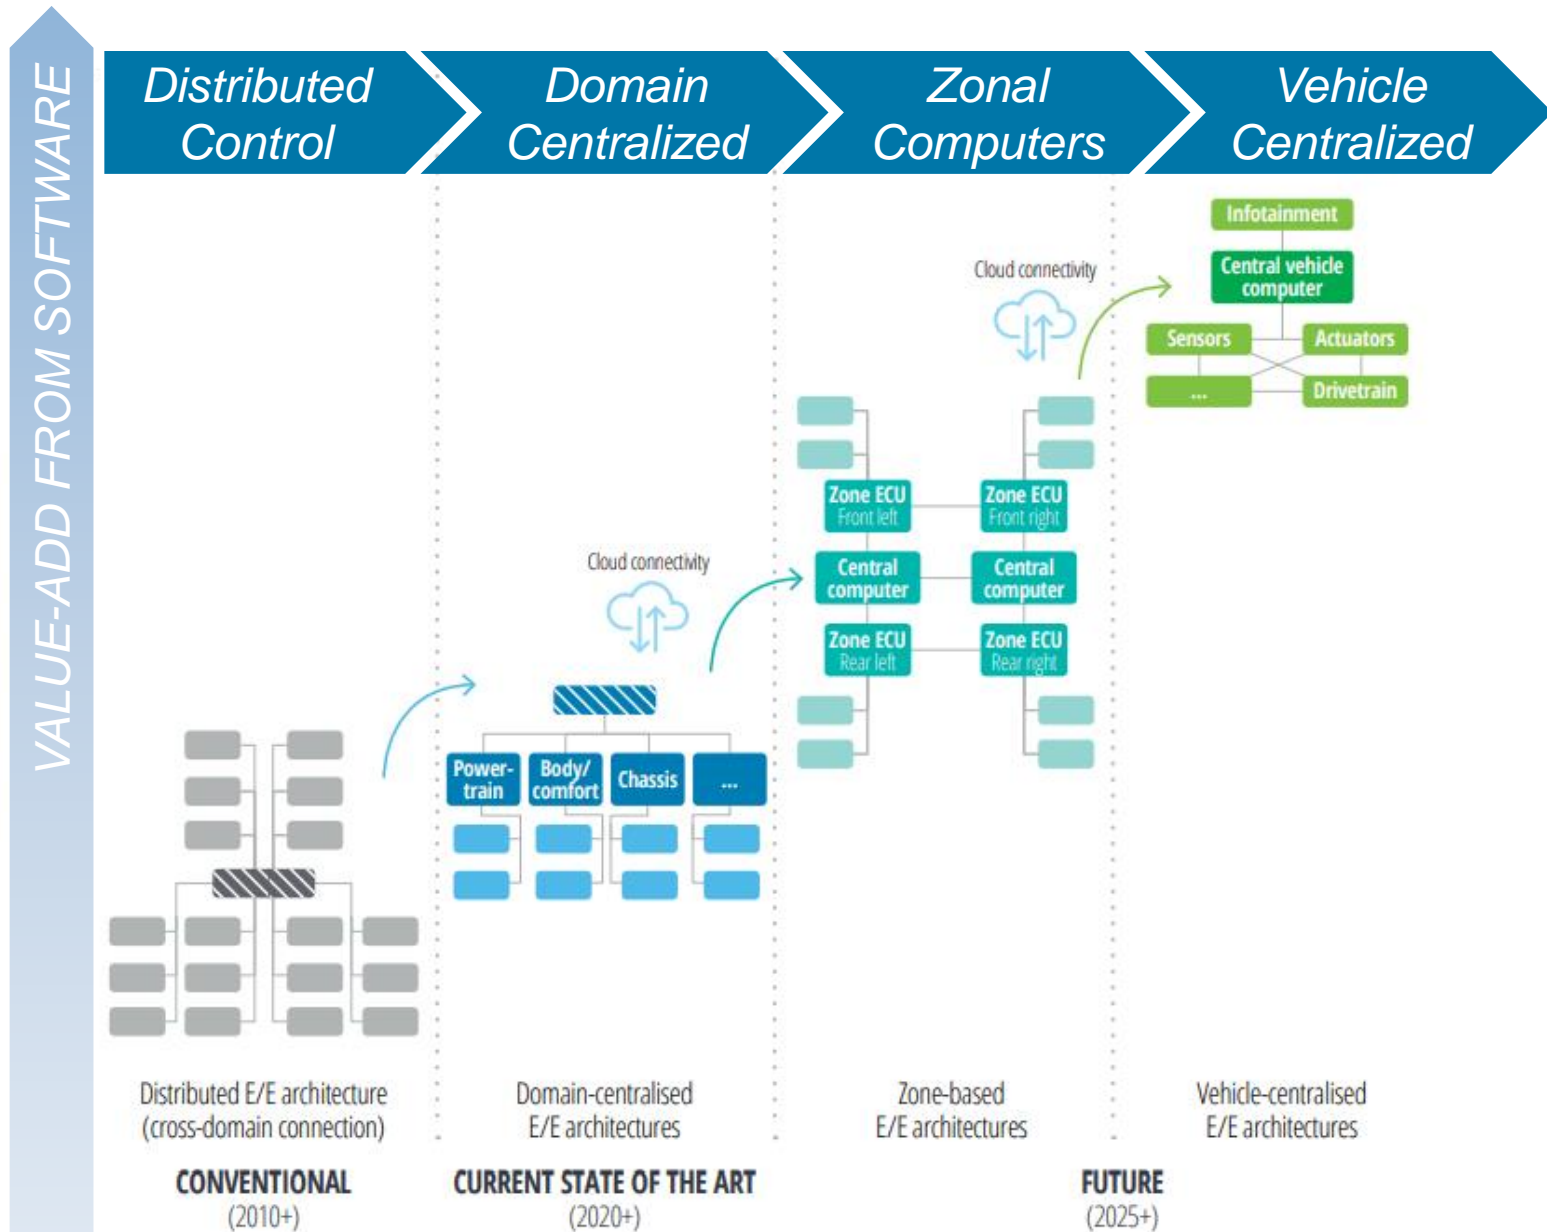 VALUE-ADD FROM SOFTWARE
Distributed
Control
Domain
Centralized
Zonal
Computers
Vehicle
Centralized
Infotainment
Central vehicle
computer
Sensors
Actuators
...
Drivetrain
Cloud connectivity
Zone ECU
Front left
Zone ECU
Front right
Central
computer
Central
computer
Zone ECU
Rear left
Zone ECU
Rear right
Cloud connectivity
Power-
train
Body/
comfort
Chassis
...
Distributed E/E architecture
(cross-domain connection)
Domain-centralised
E/E architectures
Zone-based
E/E architectures
Vehicle-centralised
E/E architectures
CONVENTIONAL
(2010+)
CURRENT STATE OF THE ART
(2020+)
FUTURE
(2025+)